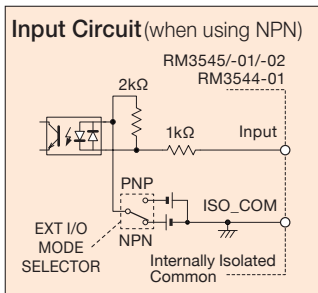 Input Circuit (when using NPN)
RM3545/-01/-02
RM3544-01
2kΩ
1kΩ
Input
PNP
ISO_COM
EXT I/O
MODE
SELECTOR
NPN
Internally Isolated
Common